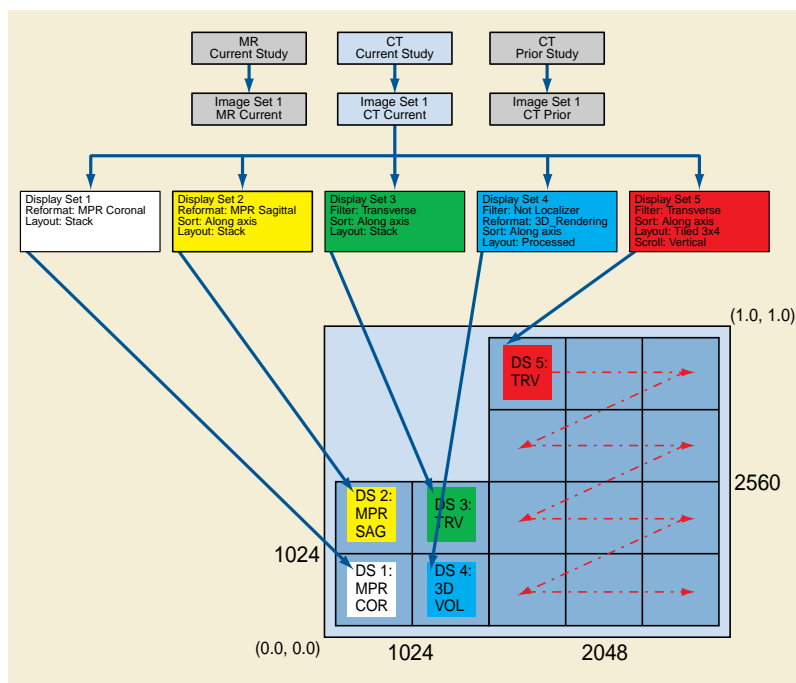 MR
Current Study
CT
Current Study
CT
Prior Study
Image Set 1
MR Current
Image Set 1
CT Current
Image Set 1
CT Prior
Display Set 1
Reformat: MPR Coronal
Layout: Stack
Display Set 2
Reformat: MPR Sagittal
Sort: Along axis
Layout: Stack
Display Set 3
Filter: Transverse
Sort: Along axis
Layout: Stack
Display Set 4
Filter: Not Localizer
Reformat: 3D_Rendering
Sort: Along axis
Layout: Processed
Display Set 5
Filter: Transverse
Sort: Along axis
Layout: Tiled 3x4
Scroll: Vertical
(1.0, 1.0)
DS 5:
TRV
2560
DS 2:
MPR
SAG
DS 3:
TRV
1024
DS 1:
MPR
COR
DS 4:
3D
VOL
(0.0, 0.0)
1024
2048